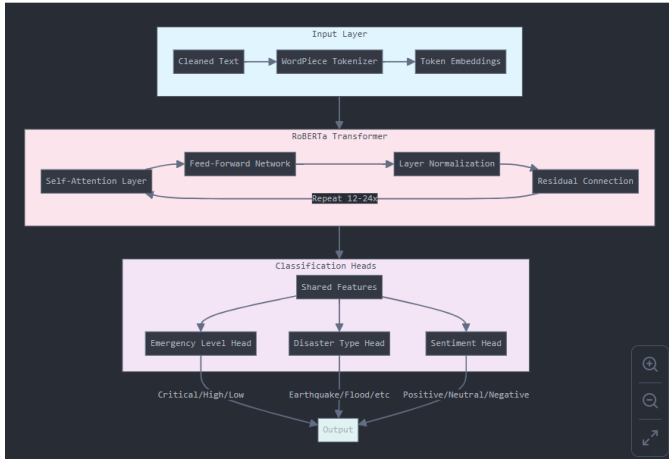 Input Layer
Cleaned Text
WordPiece Tokenizer
Token Embeddings
RoBERTa Transformer
Feed-Forward Network
Layer Normalization
Self-Attention Layer
Residual Connection
Repeat 12-24x
Classification Heads
Shared Features
Emergency Level Head
Disaster Type Head
Sentiment Head
Critical/High/Low
Earthquake/Flood/etc
Positive/Neutral/Negative
Output